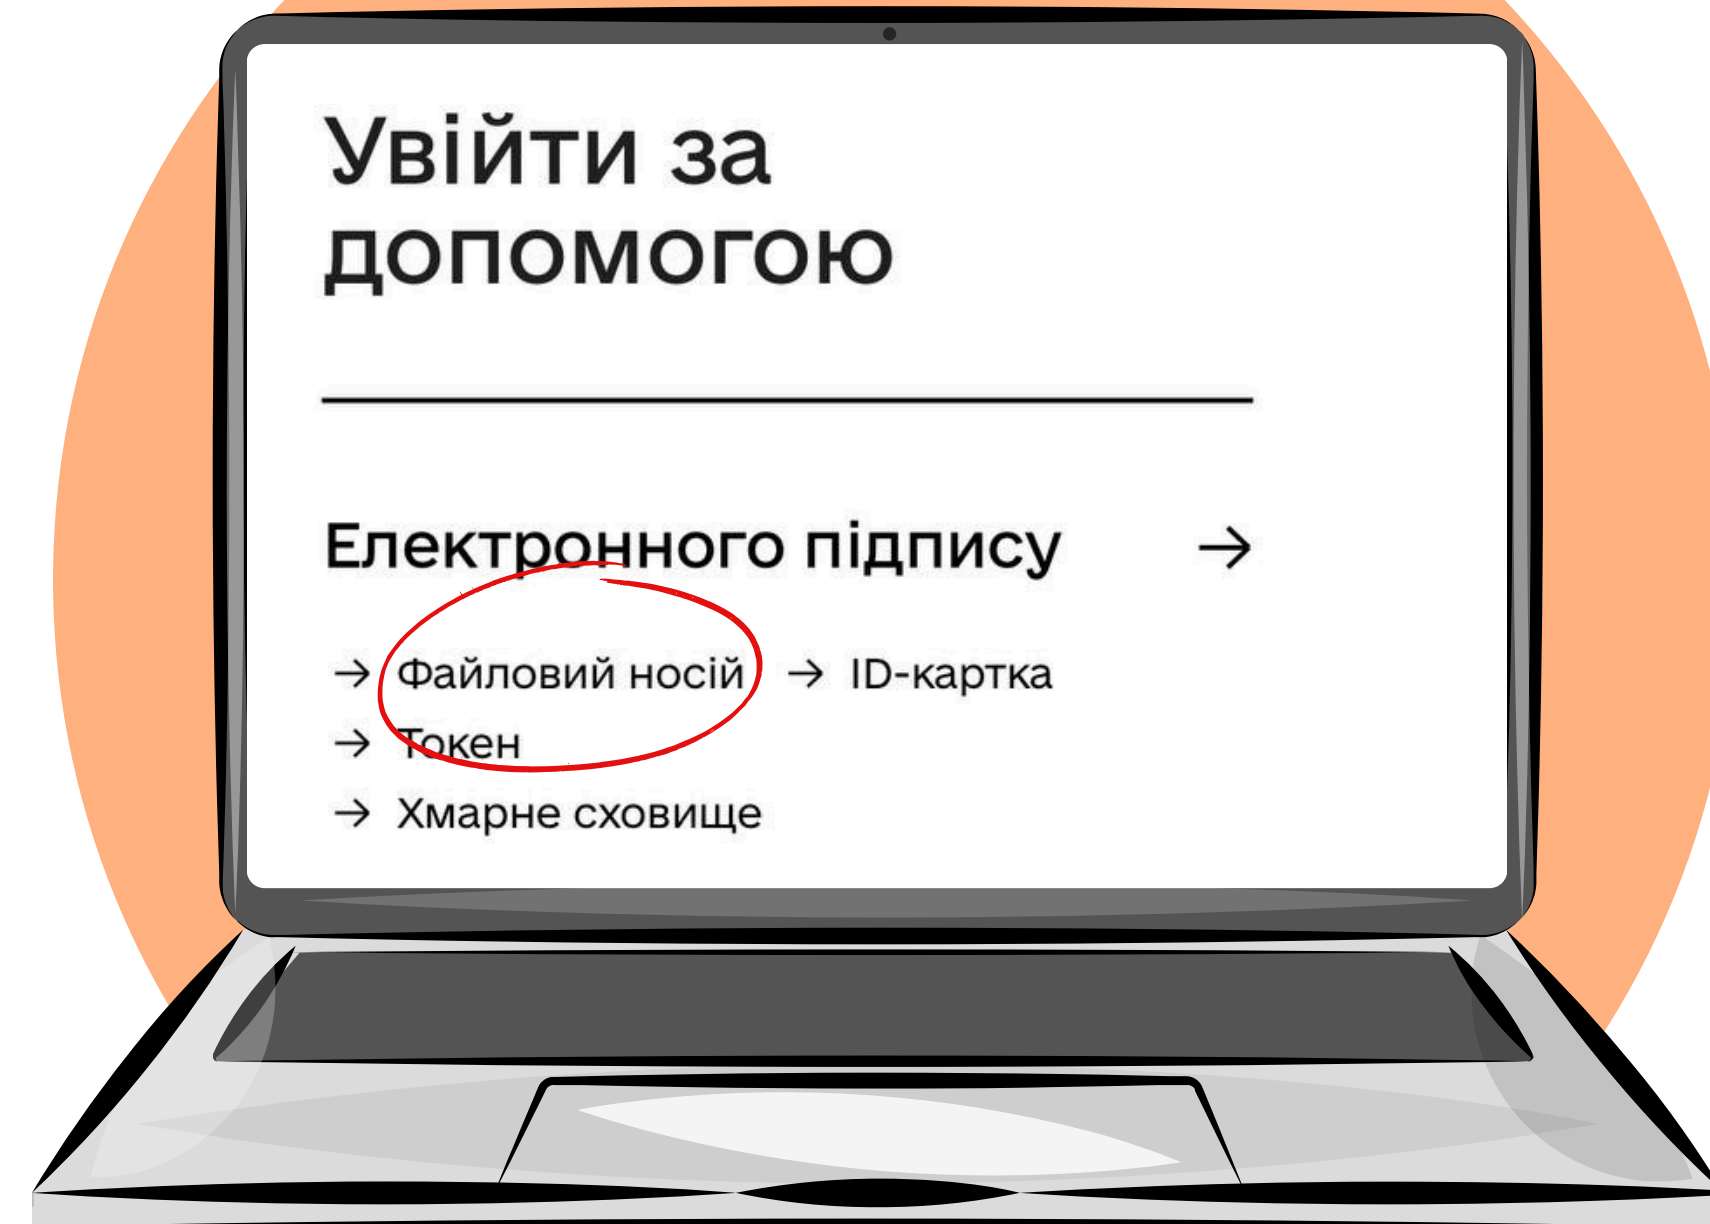 Увійти за
допомогою
Електронного підпису →
→ Файловий носій → ID-картка
→ Токен
→ Хмарне сховище